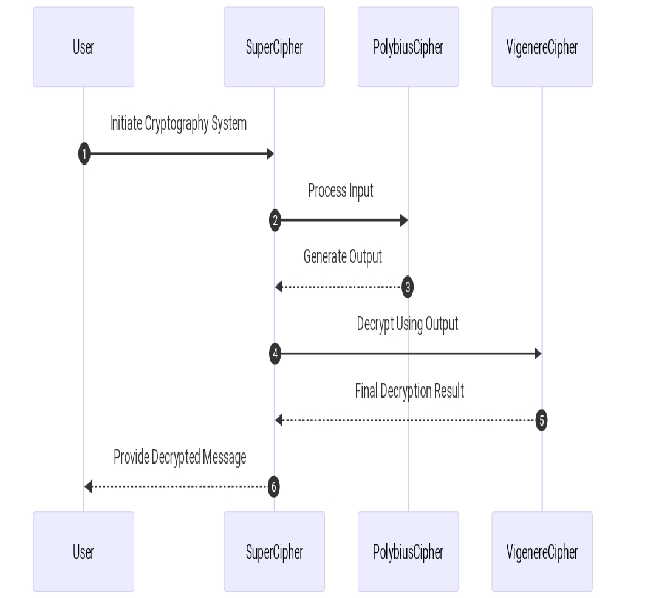 User
SuperCipher
PolybiusCipher
VigenereCipher
Initiate Cryptography System
1
Process Input
2
Generate Output
3
Decrypt Using Output
4
Final Decryption Result
5
Provide Decrypted Message
6
User
SuperCipher
PolybiusCipher
VigenereCipher